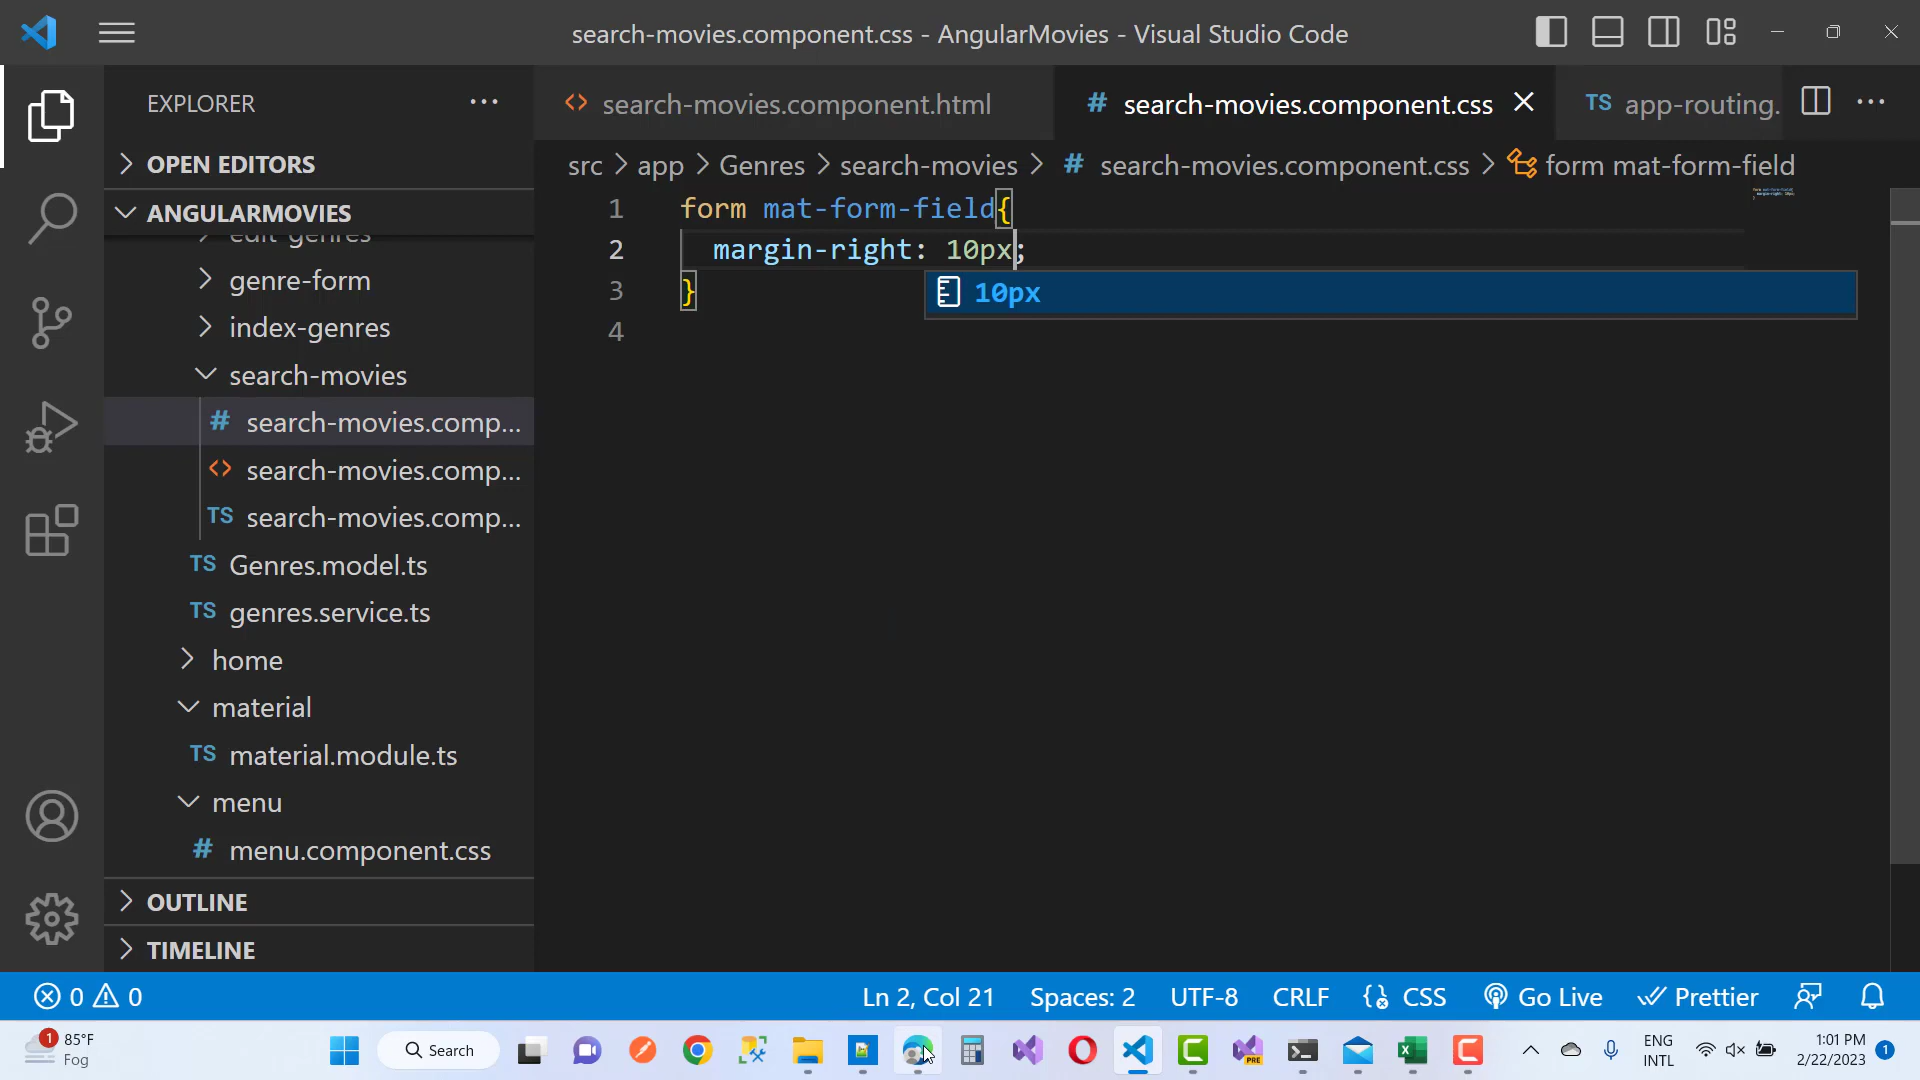 search-movies.component.css - AngularMovies - Visual Studio Code
EXPLORER
search-movies.component.html
# search-movies.component.css
TS app-routing.
OPEN EDITORS
src > app > Genres > search-movies > # search-movies.component.css > form mat-form-field
ANGULARMOVIES
edit-genres
genre-form
index-genres
search-movies
# search-movies.comp...
<> search-movies.comp...
TS search-movies.comp...
TS Genres.model.ts
TS genres.service.ts
home
material
TS material.module.ts
menu
# menu.component.css
OUTLINE
TIMELINE
1 form mat-form-field{
2 margin-right: 10px;
3 }
10px
4
0 0
Ln 2, Col 21
Spaces: 2
UTF-8
CRLF
CSS
Go Live
Prettier
1
85°F
Fog
Search
PRE
ENG
INTL
1:01 PM
2/22/2023
1